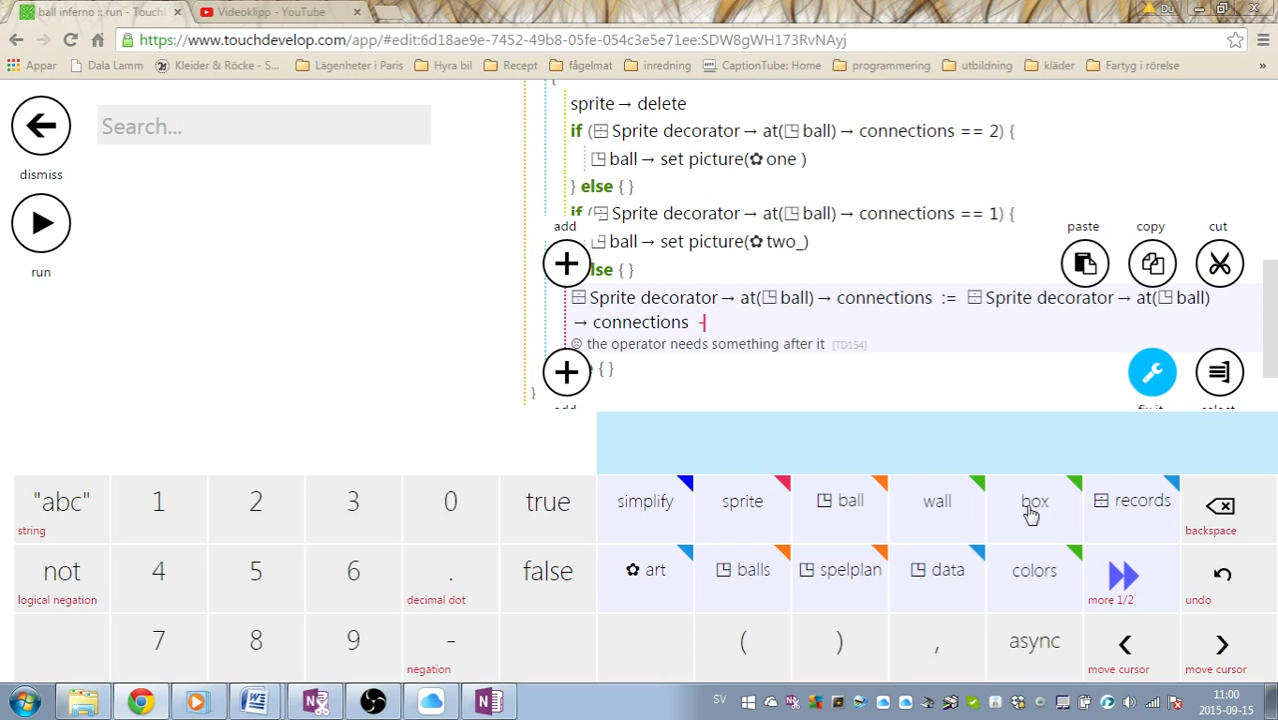 ball inferno :: run - TouchI
Videoklipp - YouTube
Du
https://www.touchdevelop.com/app/#edit:6d18ae9e-7452-49b8-05fe-054c3e5e71ee:SDW8gWH173RvNAyj
Appar
Dala Lamm
Kleider & Röcke - S...
Lägenheter i Paris
Hyra bil
Recept
fågelmat
inredning
CaptionTube: Home
programmering
utbildning
kläder
Fartyg i rörelse
»
dismiss
Search...
run
{
sprite → delete
if (Sprite decorator → at(ball) → connections == 2) {
ball → set picture(✿ one )
} else { }
if (Sprite decorator → at(ball) → connections == 1) {
ball → set picture(✿ two_)
lse { }
Sprite decorator → at(ball) → connections := Sprite decorator → at(ball)
→ connections -
the operator needs something after it [TD154]
e { }
}
add
paste
copy
cut
"abc"
string
1
2
3
0
true
simplify
sprite
ball
wall
box
records
backspace
not
logical negation
4
5
6
.
decimal dot
false
✿ art
balls
spelplan
data
colors
more 1/2
undo
7
8
9
-
negation
(
)
,
async
move cursor
move cursor
SV
11:00
2015-09-15